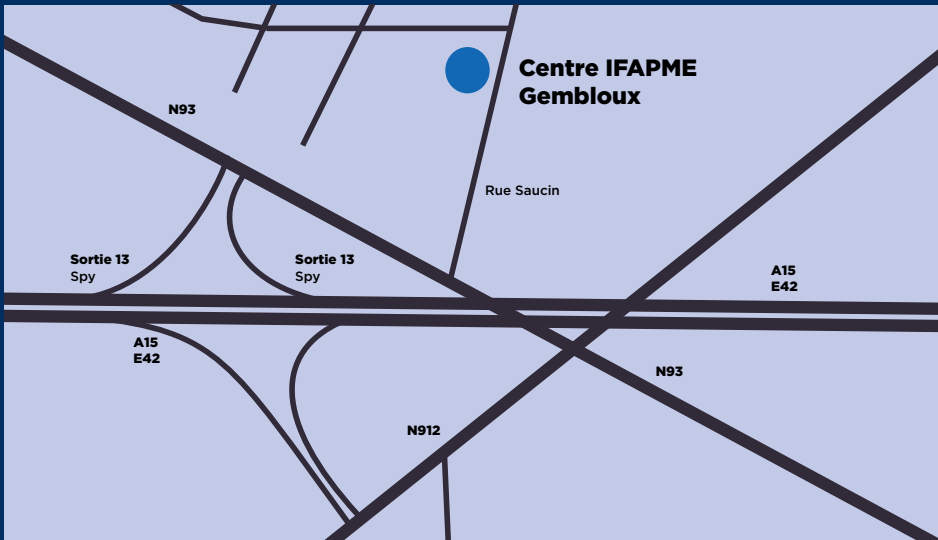 Centre IFAPME
Gembloux
N93
Rue Saucin
Sortie 13
Spy
Sortie 13
Spy
A15
E42
A15
E42
N93
N912